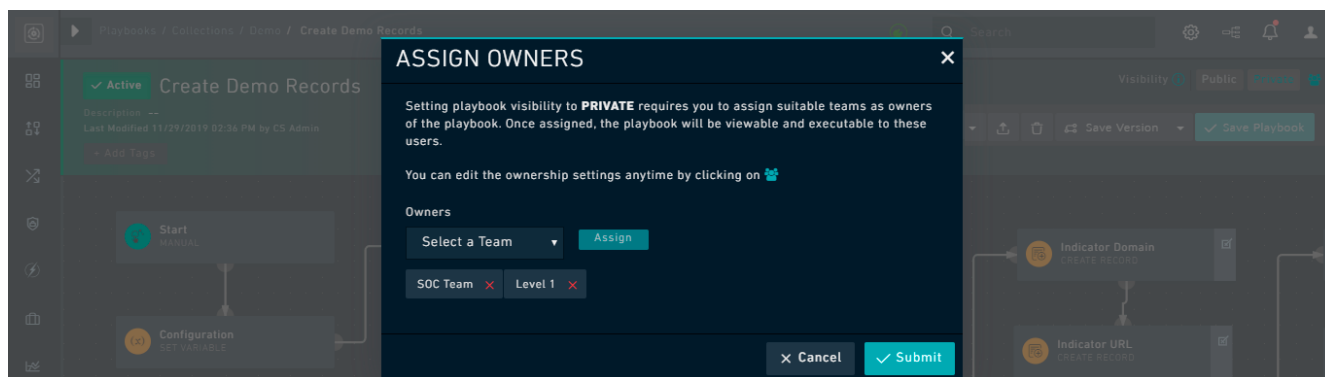 Playbooks / Collections / Demo / Create Demo Records
Search
ASSIGN OWNERS
Active
Create Demo Records
Visibility
Public
Private
Description --
Last Modified 11/29/2019 02:36 PM by CS Admin
+ Add Tags
Save Version
Save Playbook
Setting playbook visibility to PRIVATE requires you to assign suitable teams as owners
of the playbook. Once assigned, the playbook will be viewable and executable to these
users.
You can edit the ownership settings anytime by clicking on
Owners
Select a Team
Assign
SOC Team
Level 1
Start
MANUAL
Configuration
SET VARIABLE
(x)
Indicator Domain
CREATE RECORD
Indicator URL
CREATE RECORD
Cancel
Submit